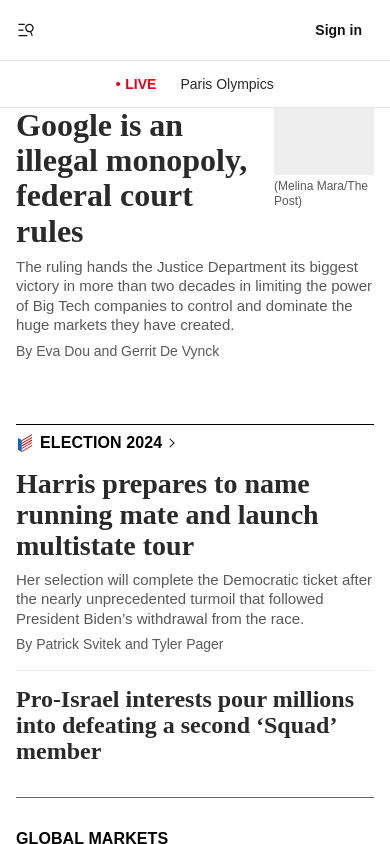 Sign in
• LIVE Paris Olympics
Google is an
illegal monopoly,
federal court
rules
(Melina Mara/The
Post)
The ruling hands the Justice Department its biggest
victory in more than two decades in limiting the power
of Big Tech companies to control and dominate the
huge markets they have created.
By Eva Dou and Gerrit De Vynck
ELECTION 2024
Harris prepares to name
running mate and launch
multistate tour
Her selection will complete the Democratic ticket after
the nearly unprecedented turmoil that followed
President Biden’s withdrawal from the race.
By Patrick Svitek and Tyler Pager
Pro-Israel interests pour millions
into defeating a second ‘Squad’
member
GLOBAL MARKETS